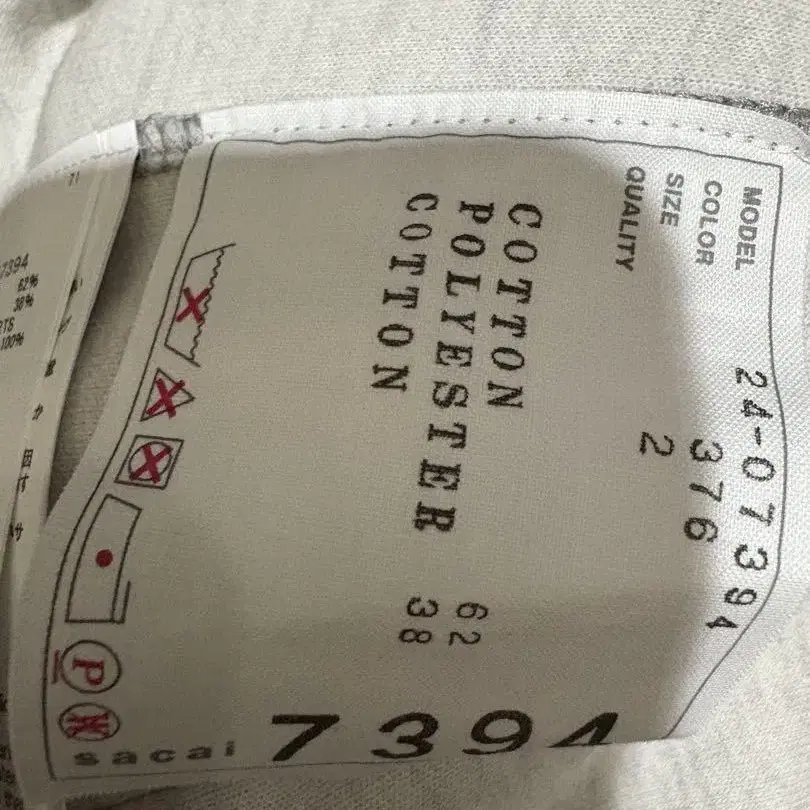 MODEL 24-07394
COLOR 376
SIZE 2
QUALITY
COTTON 62
POLYESTER 38
COTTON
7394
P
W
sacai
7394
62%
38%
100%